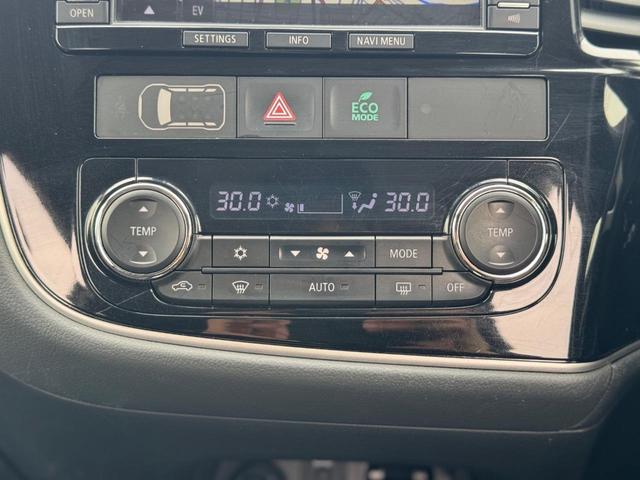 OPEN
EV
SETTINGS INFO NAVI MENU
ECO
MODE
30.0 30.0
TEMP TEMP
MODE
AUTO OFF